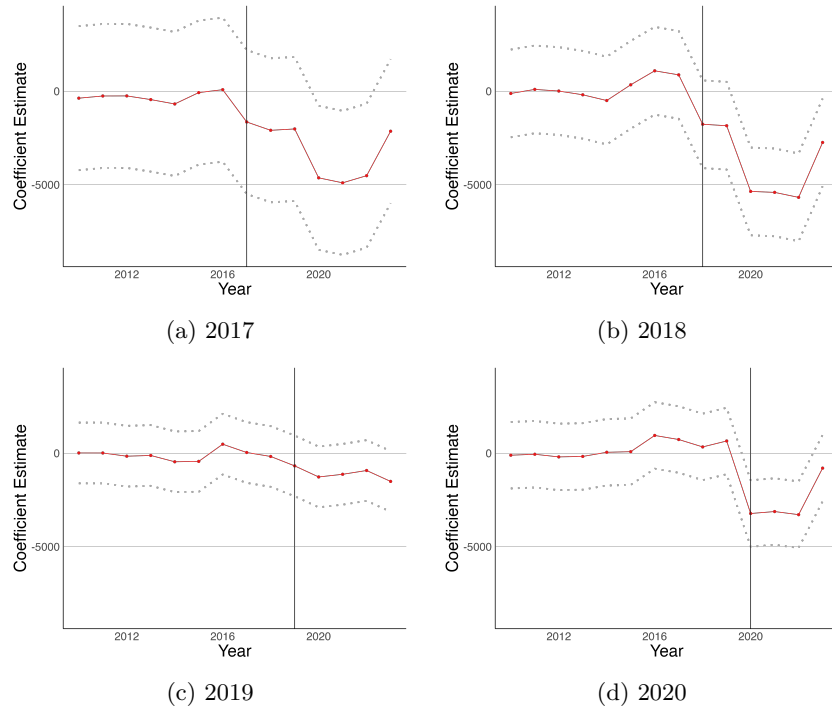 Coefficient Estimate
0
-5000
2012 2016 2020
Year
(a) 2017
Coefficient Estimate
0
-5000
2012 2016 2020
Year
(b) 2018
Coefficient Estimate
0
-5000
2012 2016 2020
Year
(c) 2019
Coefficient Estimate
0
-5000
2012 2016 2020
Year
(d) 2020